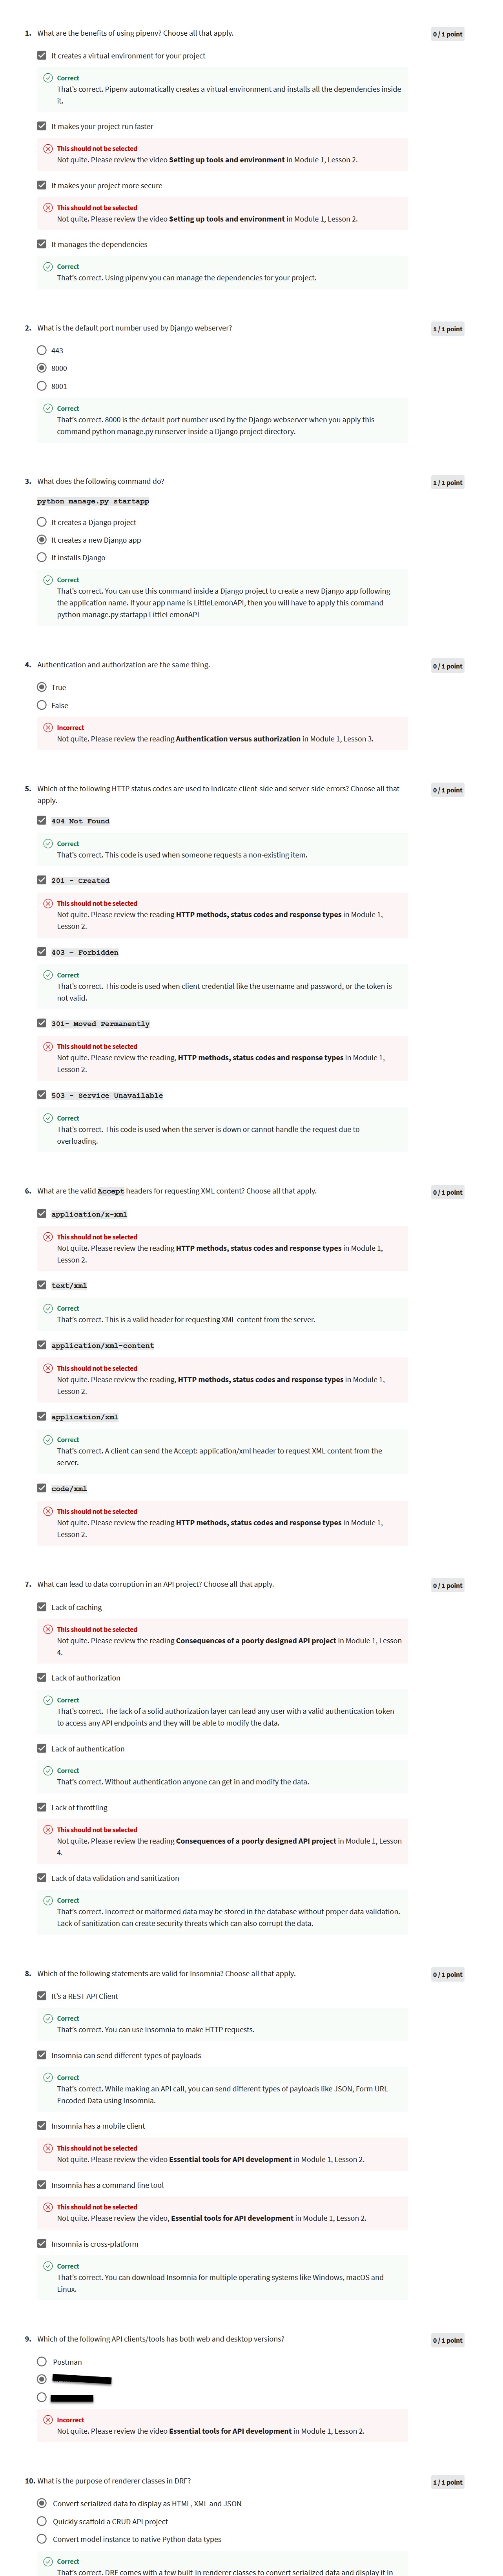 1. What are the benefits of using pipenv? Choose all that apply.
0 / 1 point
It creates a virtual environment for your project
Correct
That's correct. Pipenv automatically creates a virtual environment and installs all the dependencies inside
it.
It makes your project run faster
This should not be selected
Not quite. Please review the video Setting up tools and environment in Module 1, Lesson 2.
It makes your project more secure
This should not be selected
Not quite. Please review the video Setting up tools and environment in Module 1, Lesson 2.
It manages the dependencies
Correct
That's correct. Using pipenv you can manage the dependencies for your project.
2. What is the default port number used by Django webserver?
1 / 1 point
443
8000
8001
Correct
That's correct. 8000 is the default port number used by the Django webserver when you apply this
command python manage.py runserver inside a Django project directory.
3. What does the following command do?
1 / 1 point
python manage.py startapp
It creates a Django project
It creates a new Django app
It installs Django
Correct
That's correct. You can use this command inside a Django project to create a new Django app following
the application name. If your app name is LittleLemonAPI, then you will have to apply this command
python manage.py startapp LittleLemonAPI
4. Authentication and authorization are the same thing.
0 / 1 point
True
False
Incorrect
Not quite. Please review the reading Authentication versus authorization in Module 1, Lesson 3.
5. Which of the following HTTP status codes are used to indicate client-side and server-side errors? Choose all that
apply.
0 / 1 point
404 Not Found
Correct
That's correct. This code is used when someone requests a non-existing item.
201 - Created
This should not be selected
Not quite. Please review the reading HTTP methods, status codes and response types in Module 1,
Lesson 2.
403 – Forbidden
Correct
That's correct. This code is used when client credential like the username and password, or the token is
not valid.
301- Moved Permanently
This should not be selected
Not quite. Please review the reading, HTTP methods, status codes and response types in Module 1,
Lesson 2.
503 - Service Unavailable
Correct
That's correct. This code is used when the server is down or cannot handle the request due to
overloading.
6. What are the valid Accept headers for requesting XML content? Choose all that apply.
0 / 1 point
application/x-xml
This should not be selected
Not quite. Please review the reading HTTP methods, status codes and response types in Module 1,
Lesson 2.
text/xml
Correct
That's correct. This is a valid header for requesting XML content from the server.
application/xml-content
This should not be selected
Not quite. Please review the reading, HTTP methods, status codes and response types in Module 1,
Lesson 2.
application/xml
Correct
That's correct. A client can send the Accept: application/xml header to request XML content from the
server.
code/xml
This should not be selected
Not quite. Please review the reading HTTP methods, status codes and response types in Module 1,
Lesson 2.
7. What can lead to data corruption in an API project? Choose all that apply.
0 / 1 point
Lack of caching
This should not be selected
Not quite. Please review the reading Consequences of a poorly designed API project in Module 1, Lesson
4.
Lack of authorization
Correct
That's correct. The lack of a solid authorization layer can lead any user with a valid authentication token
to access any API endpoints and they will be able to modify the data.
Lack of authentication
Correct
That's correct. Without authentication anyone can get in and modify the data.
Lack of throttling
This should not be selected
Not quite. Please review the reading Consequences of a poorly designed API project in Module 1, Lesson
4.
Lack of data validation and sanitization
Correct
That's correct. Incorrect or malformed data may be stored in the database without proper data validation.
Lack of sanitization can create security threats which can also corrupt the data.
8. Which of the following statements are valid for Insomnia? Choose all that apply.
0 / 1 point
It's a REST API Client
Correct
That's correct. You can use Insomnia to make HTTP requests.
Insomnia can send different types of payloads
Correct
That's correct. While making an API call, you can send different types of payloads like JSON, Form URL
Encoded Data using Insomnia.
Insomnia has a mobile client
This should not be selected
Not quite. Please review the video Essential tools for API development in Module 1, Lesson 2.
Insomnia has a command line tool
This should not be selected
Not quite. Please review the video, Essential tools for API development in Module 1, Lesson 2.
Insomnia is cross-platform
Correct
That's correct. You can download Insomnia for multiple operating systems like Windows, macOS and
Linux.
9. Which of the following API clients/tools has both web and desktop versions?
0 / 1 point
Postman
Incorrect
Not quite. Please review the video Essential tools for API development in Module 1, Lesson 2.
10. What is the purpose of renderer classes in DRF?
1 / 1 point
Convert serialized data to display as HTML, XML and JSON
Quickly scaffold a CRUD API project
Convert model instance to native Python data types
Correct
That's correct. DRF comes with a few built-in renderer classes to convert serialized data and display it in